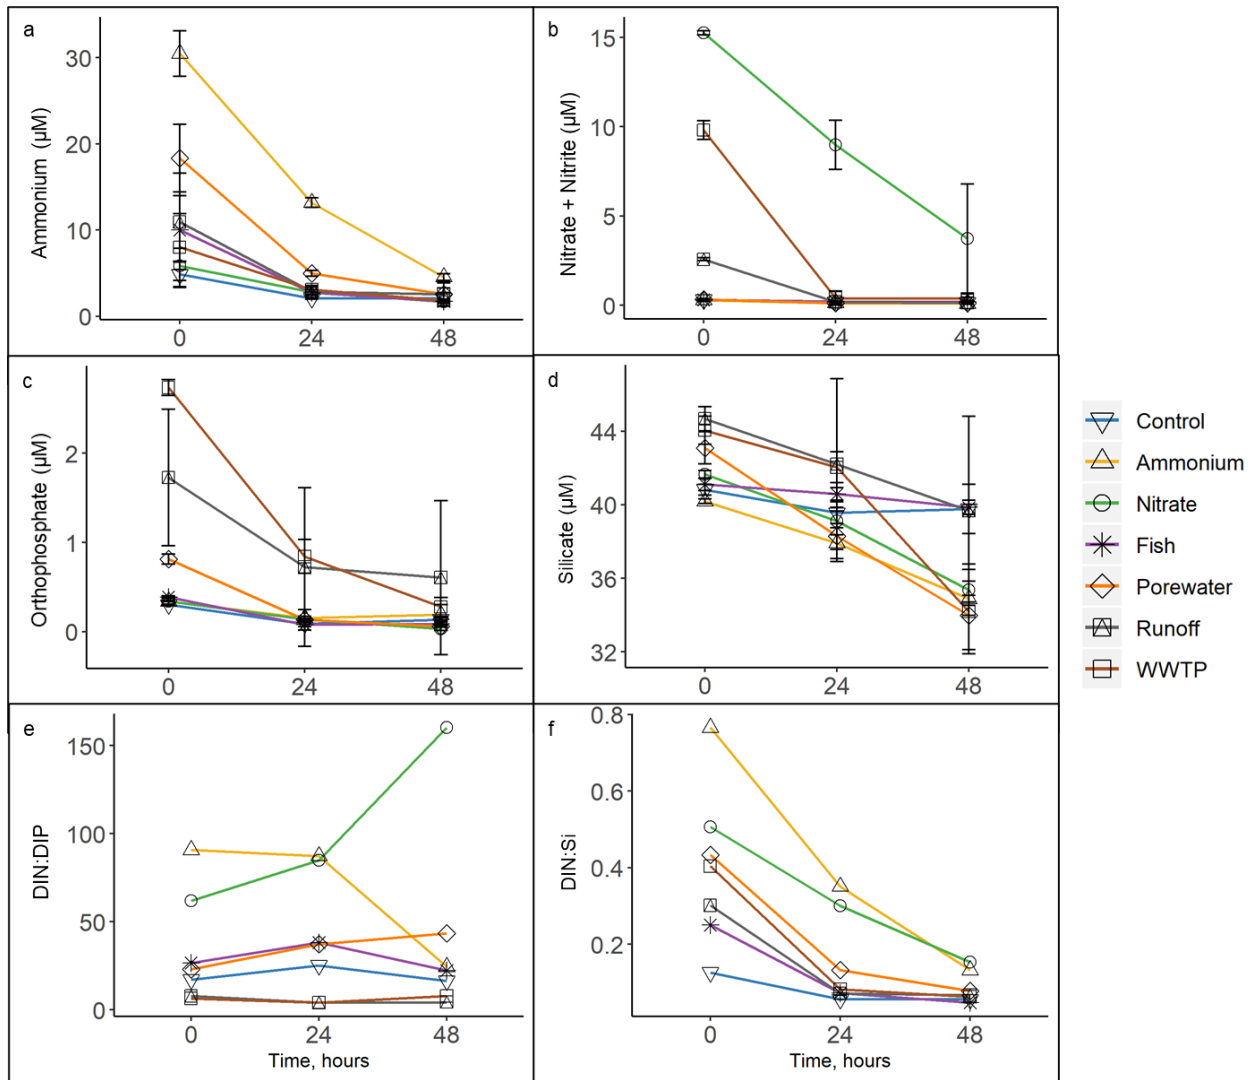 a
Ammonium (µM)
30
20
10
0
0 24 48
b
Nitrate + Nitrite (µM)
15
10
5
0
0 24 48
c
Orthophosphate (µM)
2
1
0
0 24 48
d
Silicate (µM)
44
40
36
32
0 24 48
Control
Ammonium
Nitrate
Fish
Porewater
Runoff
WWTP
e
DIN:DIP
150
100
50
0
0 24 48
Time, hours
f
DIN:Si
0.8
0.6
0.4
0.2
0 24 48
Time, hours